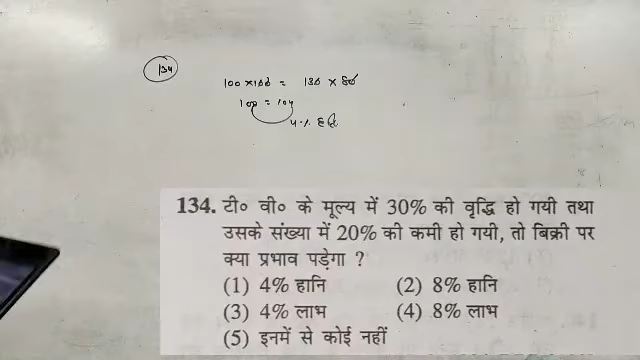 134
100 × 100 = 130 × 80
100 = 104
4 %
134. टी० वी० के मूल्य में 30% की वृद्धि हो गयी तथा
उसके संख्या में 20% की कमी हो गयी, तो बिक्री पर
क्या प्रभाव पड़ेगा ?
(1) 4% हानि (2) 8% हानि
(3) 4% लाभ (4) 8% लाभ
(5) इनमें से कोई नहीं